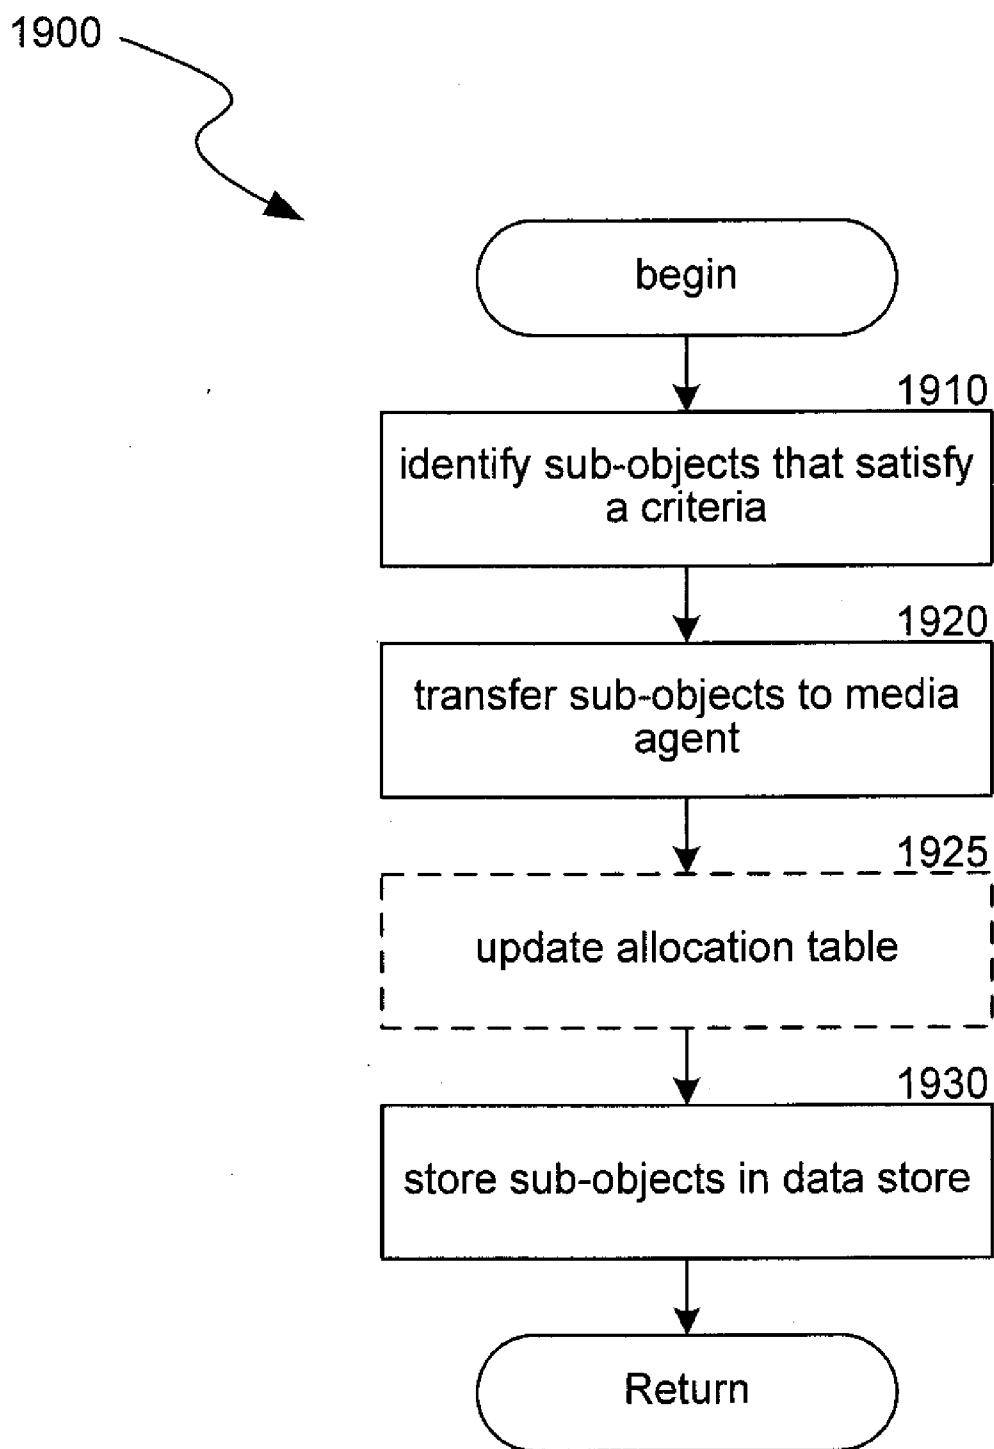 1900
begin
1910
identify sub-objects that satisfy
a criteria
1920
transfer sub-objects to media
agent
1925
update allocation table
1930
store sub-objects in data store
Return